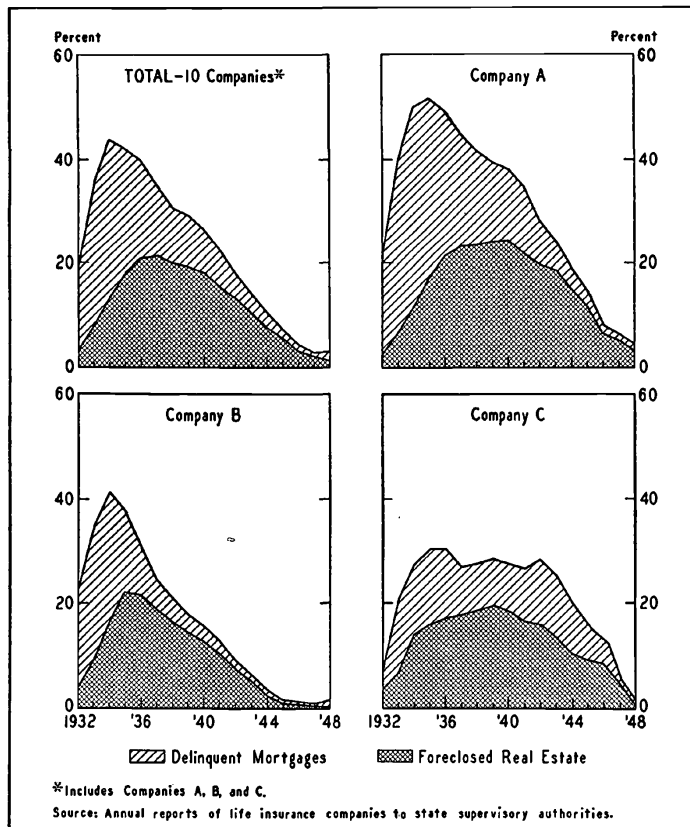 Percent Percent
60 TOTAL-10 Companies* Company A 60
40 40
20 20
0 0
60 Company B Company C 60
40 40
20 20
0 0
1932 '36 '40 '44 '48 1932 '36 '40 '44 '48
Delinquent Mortgages Foreclosed Real Estate
*Includes Companies A, B, and C.
Source: Annual reports of life insurance companies to state supervisory authorities.